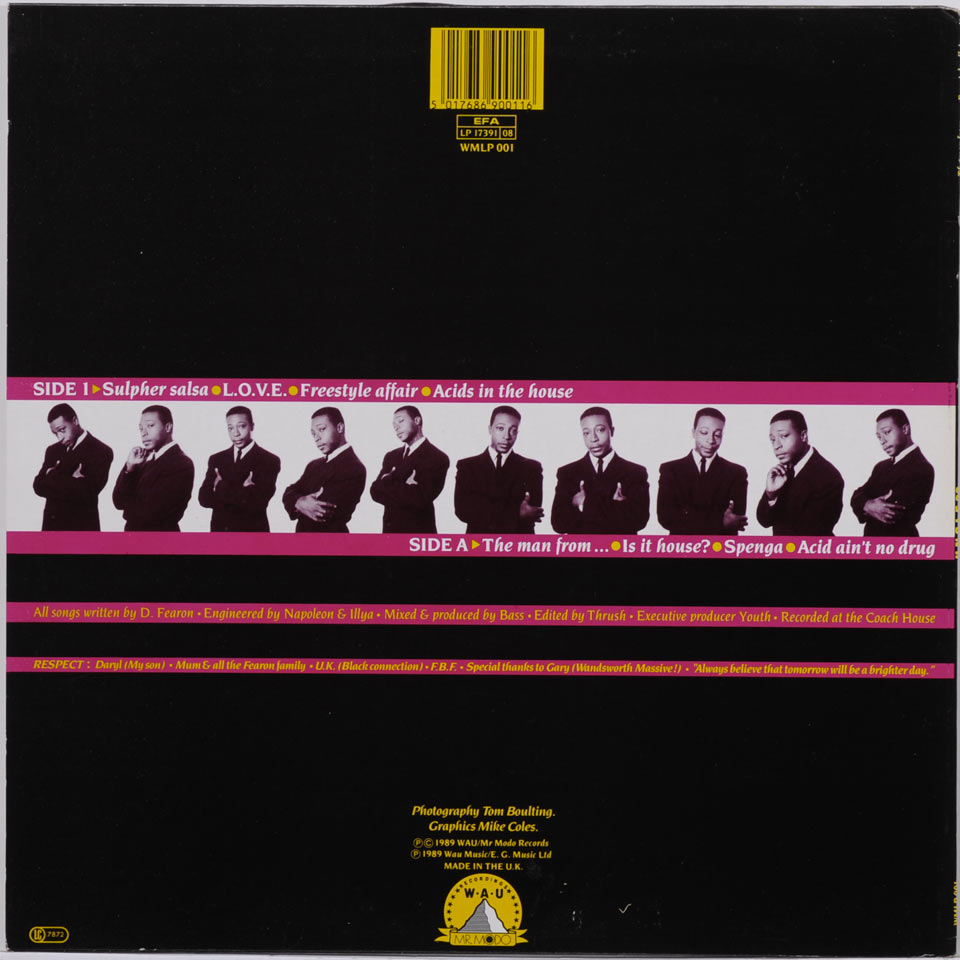 5 017686 900116
EFA
LP 17391 08
WMLP 001
SIDE 1 ▶ Sulpher salsa ● L.O.V.E. ● Freestyle affair ● Acids in the house
SIDE A ▶ The man from ... ● Is it house? ● Spenga ● Acid ain't no drug
All songs written by D. Fearon • Engineered by Napoleon & Illya • Mixed & produced by Bass • Edited by Thrush • Executive producer Youth • Recorded at the Coach House
RESPECT : Daryl (My son) • Mum & all the Fearon family • U.K. (Black connection) • F.B.F. • Special thanks to Gary (Wandsworth Massive!) • "Always believe that tomorrow will be a brighter day."
Photography Tom Boulting.
Graphics Mike Coles.
Ⓟ © 1989 WAU/Mr Modo Records
Ⓟ 1989 Wau Music/E. G. Music Ltd
MADE IN THE U.K.
RECORDINGS
W·A·U
MR. MODO
LC 7872
WMLP 001